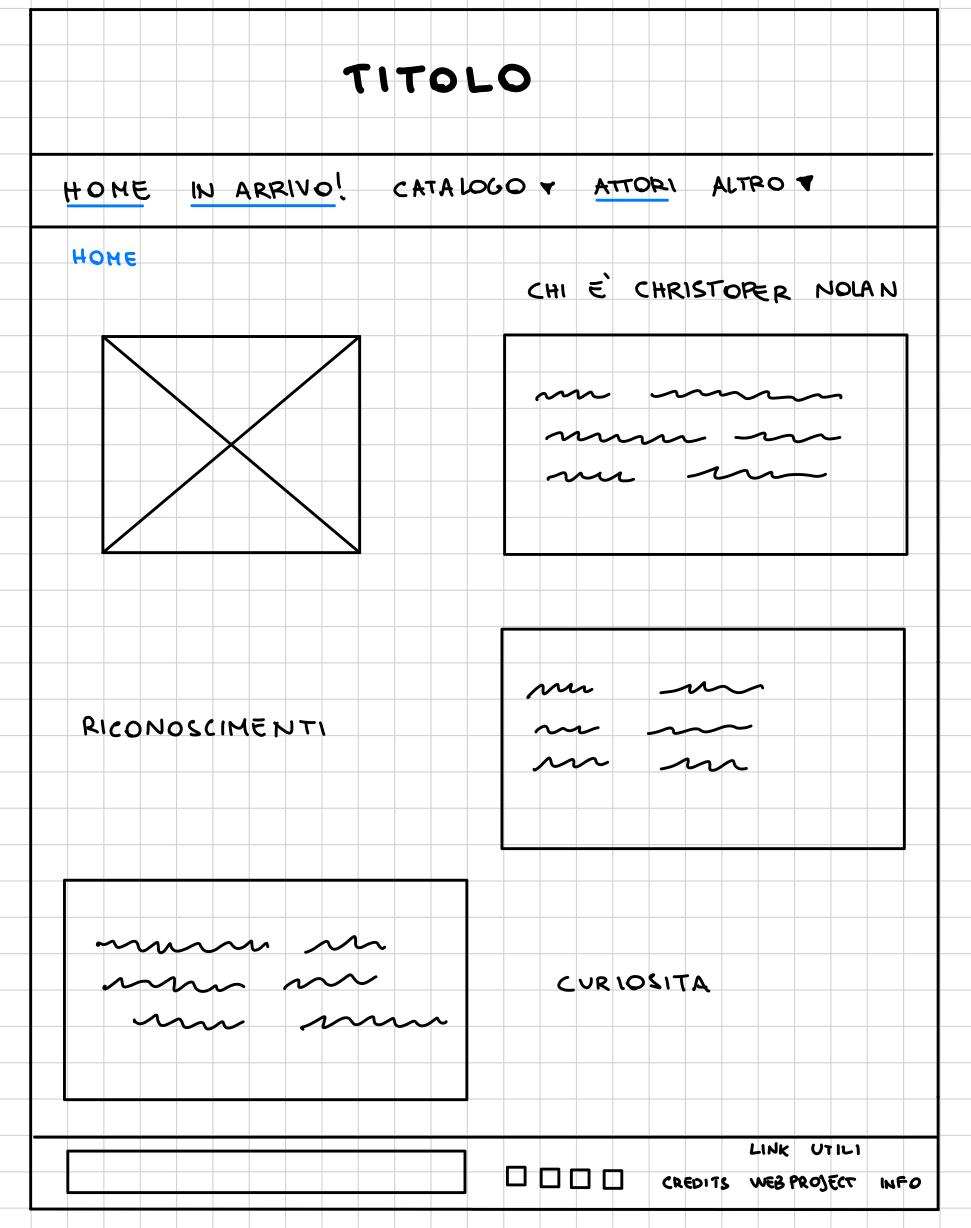 TITOLO
HOME IN ARRIVO! CATALOGO ATTORI ALTRO
HOME
CHI È CHRISTOPER NOLAN
RICONOSCIMENTI
CURIOSITA
LINK UTILI
CREDITS WEB PROJECT INFO